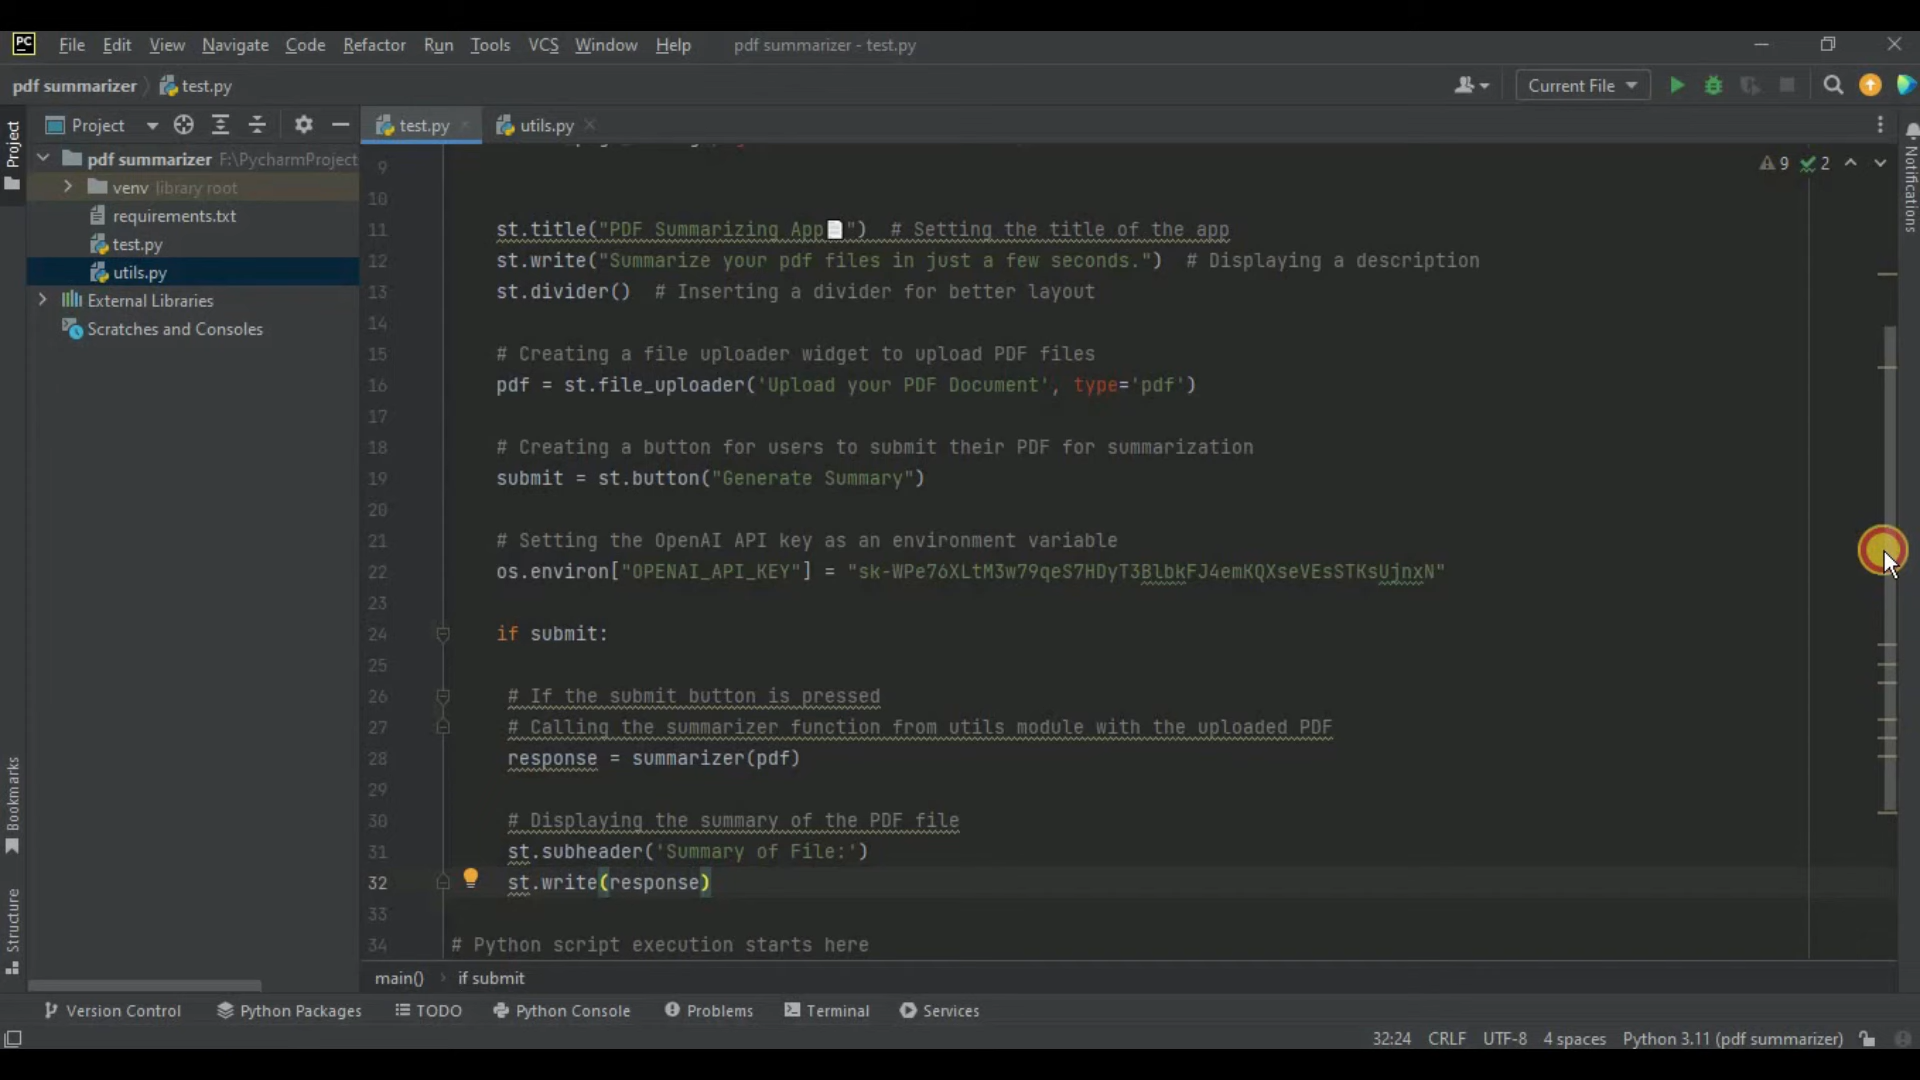 PC File Edit View Navigate Code Refactor Run Tools VCS Window Help pdf summarizer - test.py
pdf summarizer test.py Current File
Project
Project
test.py
utils.py
Notifications
pdf summarizer F:\PycharmProject
venv library root
requirements.txt
test.py
utils.py
External Libraries
Scratches and Consoles
9 2
9
10
11 st.title("PDF Summarizing App📄") # Setting the title of the app
12 st.write("Summarize your pdf files in just a few seconds.") # Displaying a description
13 st.divider() # Inserting a divider for better layout
14
15 # Creating a file uploader widget to upload PDF files
16 pdf = st.file_uploader('Upload your PDF Document', type='pdf')
17
18 # Creating a button for users to submit their PDF for summarization
19 submit = st.button("Generate Summary")
20
21 # Setting the OpenAI API key as an environment variable
22 os.environ["OPENAI_API_KEY"] = "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"
23
24 if submit:
25
26 # If the submit button is pressed
27 # Calling the summarizer function from utils module with the uploaded PDF
28 response = summarizer(pdf)
29
30 # Displaying the summary of the PDF file
31 st.subheader('Summary of File:')
32 st.write(response)
33
34 # Python script execution starts here
Bookmarks
Structure
main() if submit
Version Control Python Packages TODO Python Console Problems Terminal Services
32:24 CRLF UTF-8 4 spaces Python 3.11 (pdf summarizer)